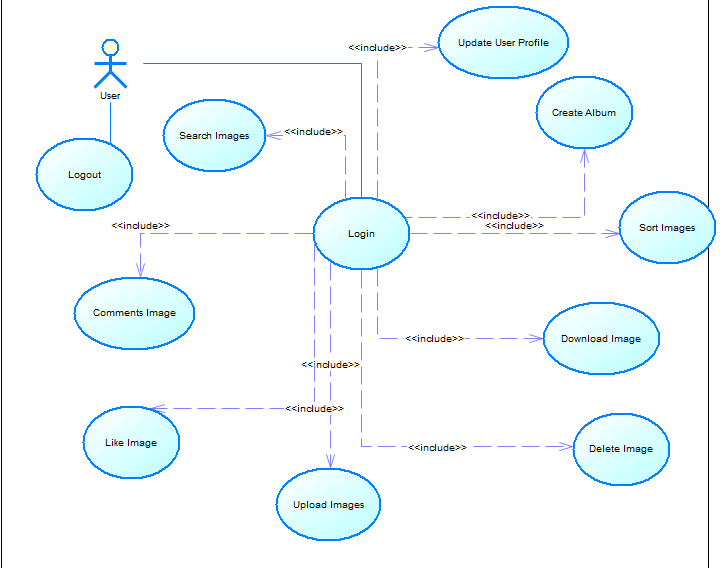 <<include>>
Update User Profile
User
Create Album
<<include>>
Search Images
Logout
<<include>>
<<include>>
<<include>>
Login
Sort Images
Comments Image
<<include>>
Download Image
<<include>>
<<include>>
Like Image
<<include>>
Delete Image
Upload Images